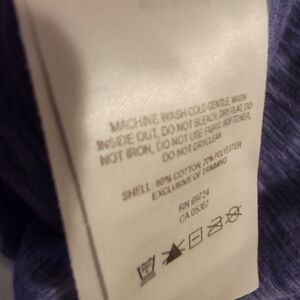 MACHINE WASH COLD GENTLE WASH
INSIDE OUT, DO NOT BLEACH, DRY FLAT, DO
NOT IRON, DO NOT USE FABRIC SOFTENER,
DO NOT DRYCLEAN
SHELL: 80% COTTON, 20% POLYESTER
EXCLUSIVE OF TRIMMING
RN 69724
CA 05367